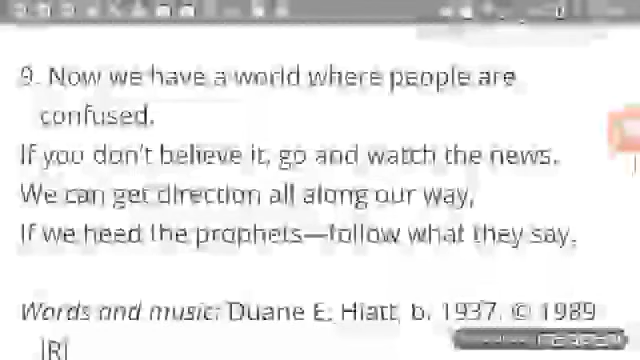 9. Now we have a world where people are
confused.
If you don't believe it, go and watch the news.
We can get direction all along our way,
If we heed the prophets—follow what they say.
Words and music: Duane E. Hiatt, b. 1937. © 1989
IRI